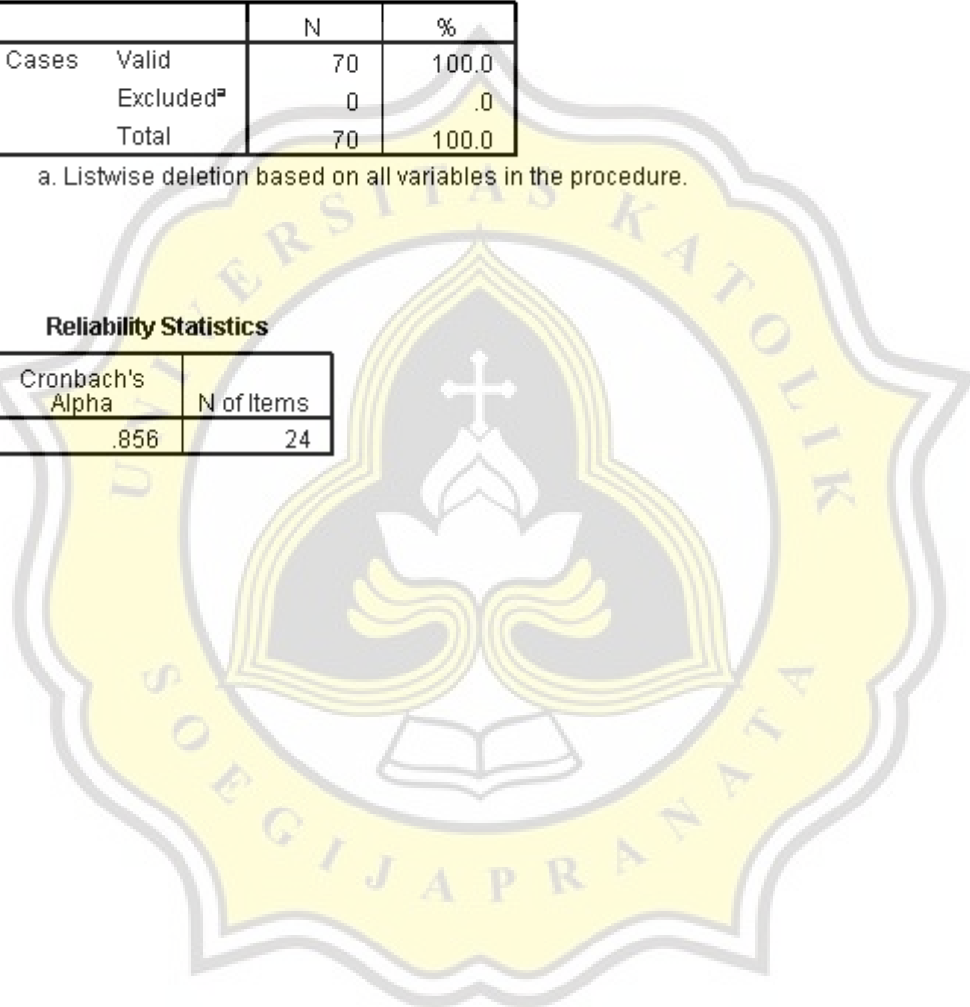 N %
Cases Valid 70 100.0
Excludedª 0 .0
Total 70 100.0
a. Listwise deletion based on all variables in the procedure.
Reliability Statistics
Cronbach's
Alpha N of Items
.856 24
UNIVERSITAS KATOLIK
SOEGIJAPRANATA